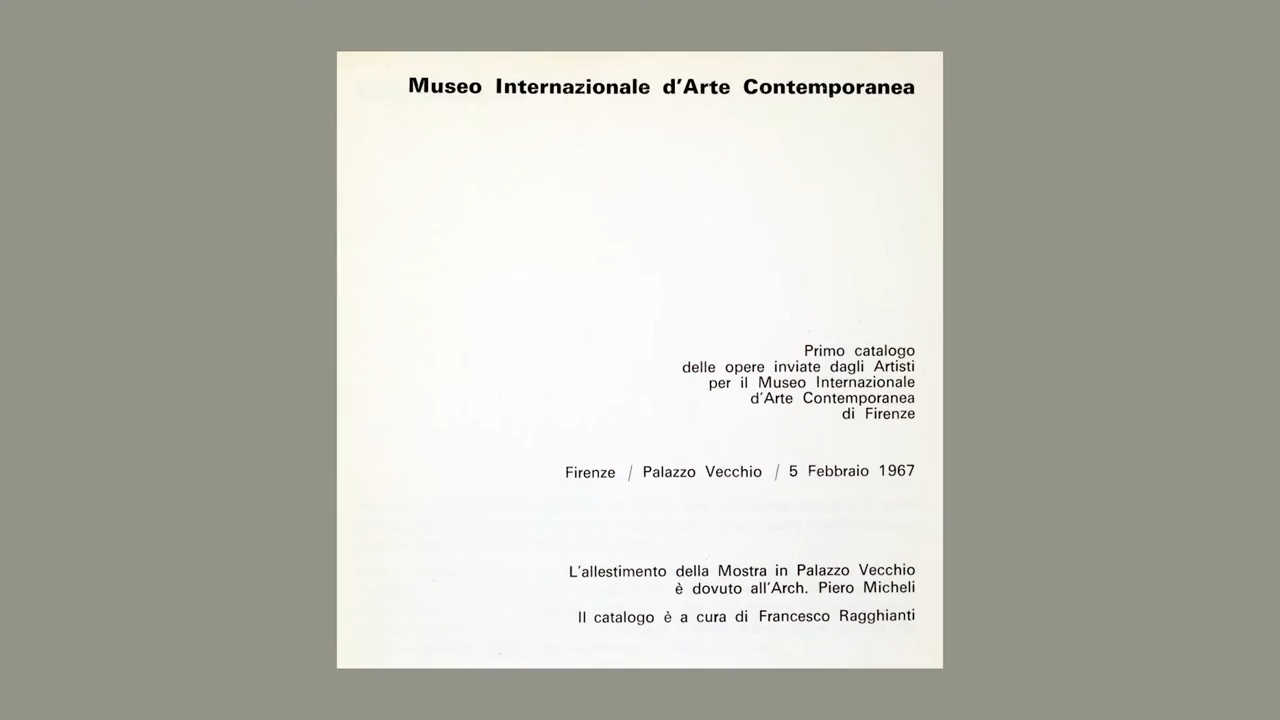 Museo Internazionale d'Arte Contemporanea
Primo catalogo
delle opere inviate dagli Artisti
per il Museo Internazionale
d'Arte Contemporanea
di Firenze
Firenze / Palazzo Vecchio / 5 Febbraio 1967
L'allestimento della Mostra in Palazzo Vecchio
è dovuto all'Arch. Piero Micheli
Il catalogo è a cura di Francesco Ragghianti